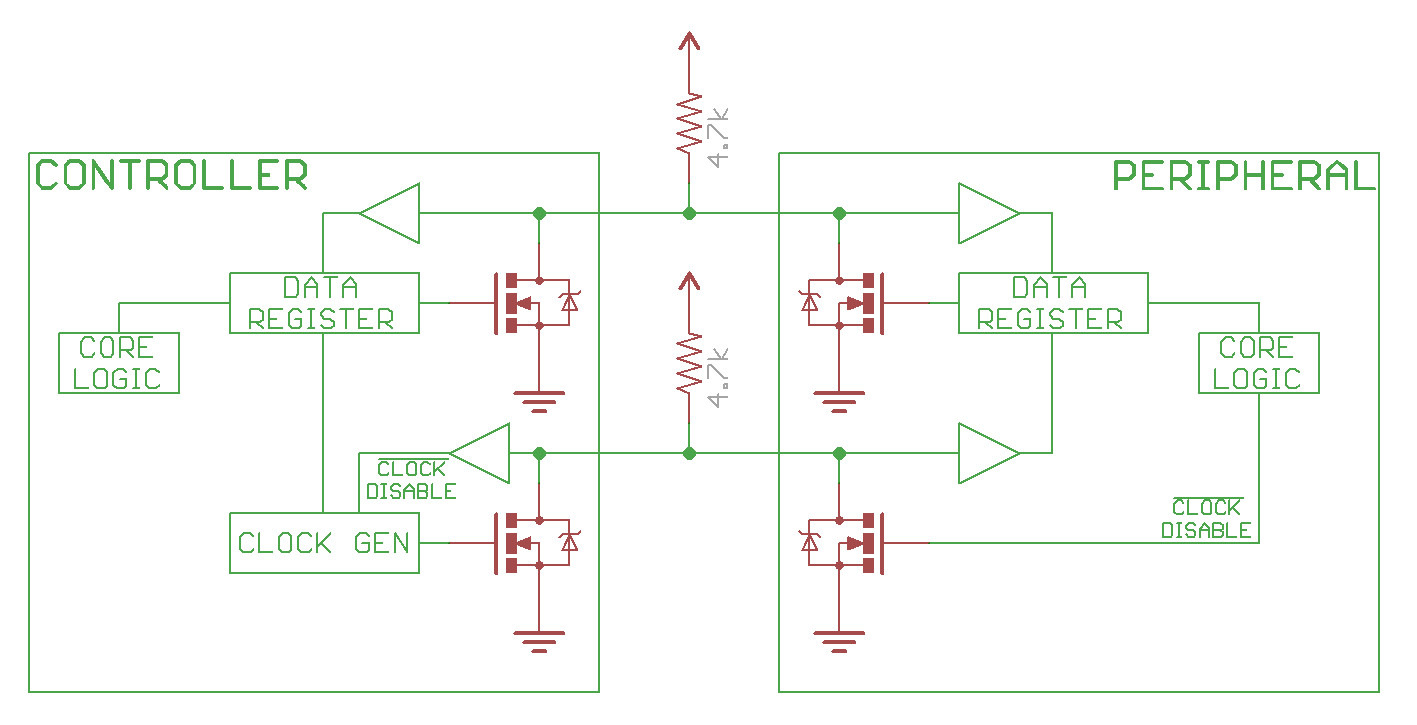 CONTROLLER
PERIPHERAL
4.7k
DATA
REGISTER
DATA
REGISTER
CORE
LOGIC
4.7k
CORE
LOGIC
CLOCK
DISABLE
CLOCK
DISABLE
CLOCK GEN